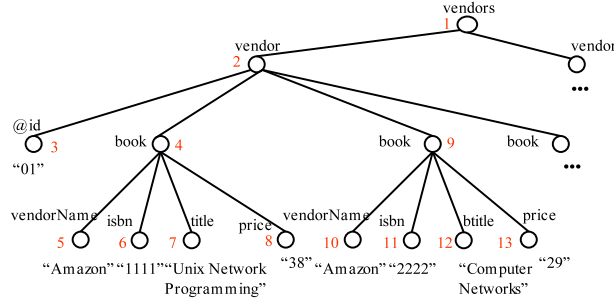 vendors
1
vendor
vendor
2
...
@id
3
book
4
book
9
book
"01"
...
vendorName
isbn
title
price
vendorName
isbn
btitle
price
5
6
7
8
10
11
12
13
"Amazon"
"1111"
"Unix Network
Programming"
"38"
"Amazon"
"2222"
"Computer
Networks"
"29"